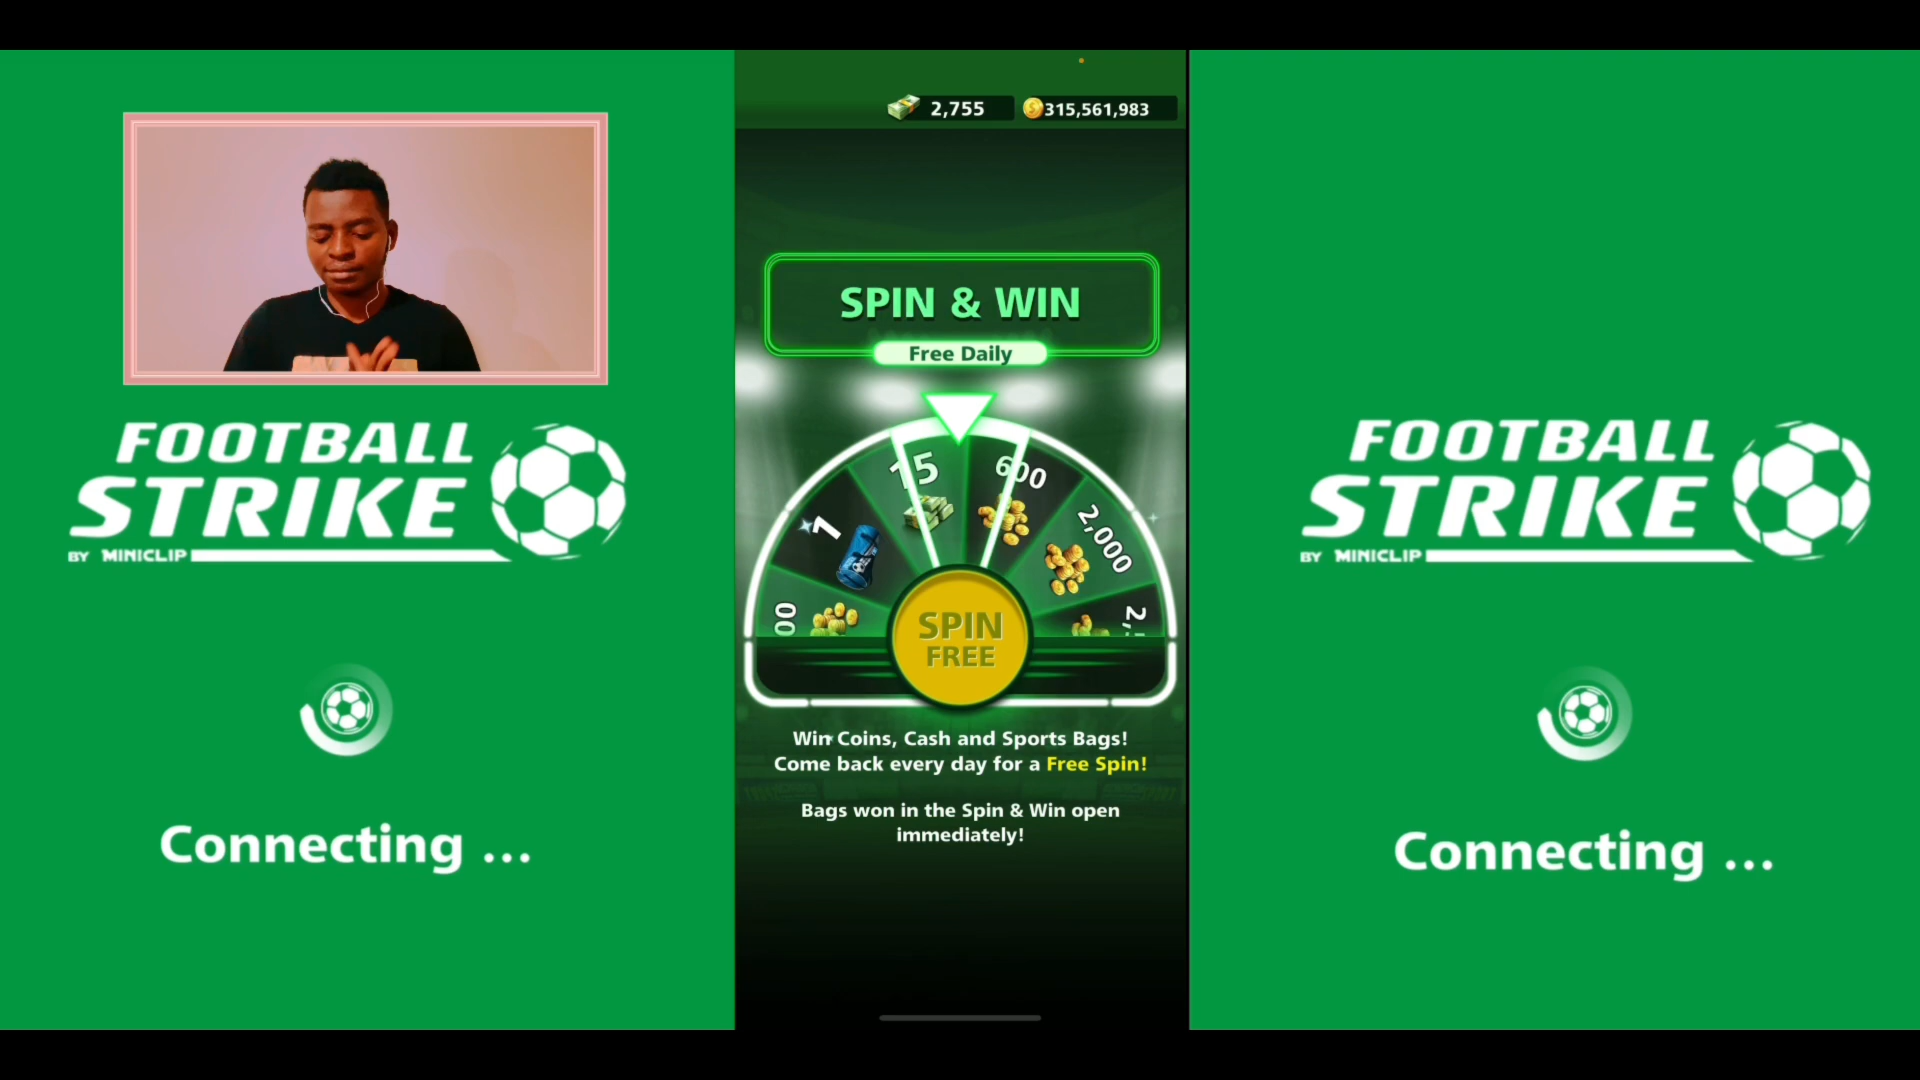 2,755
315,561,983
SPIN & WIN
Free Daily
15
600
1
2,000
00
SPIN
FREE
Win Coins, Cash and Sports Bags!
Come back every day for a Free Spin!
Bags won in the Spin & Win open
immediately!
FOOTBALL
STRIKE
BY MINICLIP
Connecting ...
FOOTBALL
STRIKE
BY MINICLIP
Connecting ...